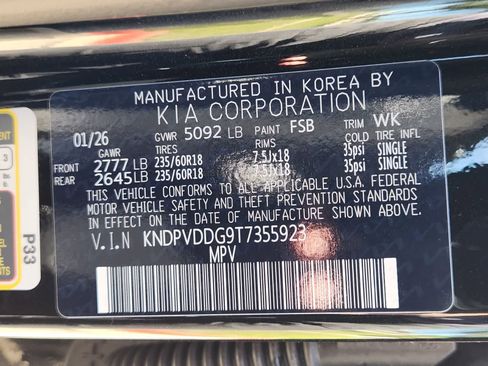 MANUFACTURED IN KOREA BY
KIA CORPORATION
01/26 GVWR 5092 LB PAINT FSB TRIM WK
GAWR TIRES RIMS COLD TIRE INFL
FRONT 2777 LB 235/60R18 7.5Jx18 35psi SINGLE
REAR 2645 LB 235/60R18 7.5Jx18 35psi SINGLE
THIS VEHICLE CONFORMS TO ALL APPLICABLE U.S.A. FEDERAL
MOTOR VEHICLE SAFETY AND THEFT PREVENTION STANDARDS
IN EFFECT ON THE DATE OF MANUFACTURE SHOWN ABOVE.
V.I.N KNDPVDDG9T7355923
MPV
P33
3